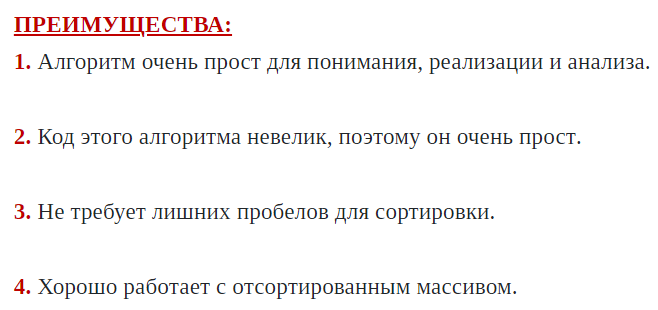 ПРЕИМУЩЕСТВА:
1. Алгоритм очень прост для понимания, реализации и анализа.
2. Код этого алгоритма невелик, поэтому он очень прост.
3. Не требует лишних пробелов для сортировки.
4. Хорошо работает с отсортированным массивом.